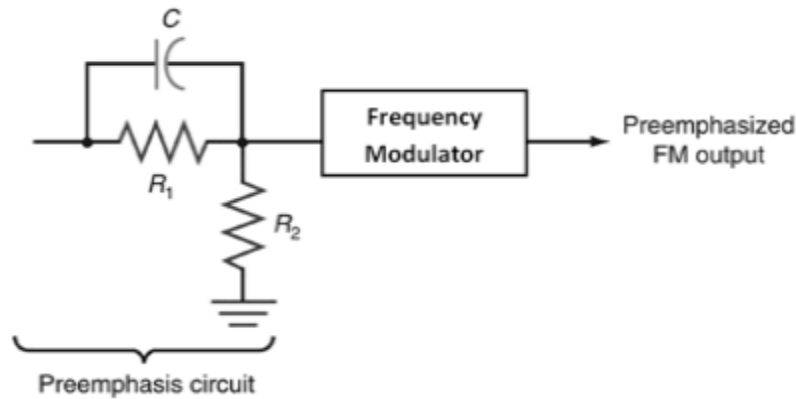 C
Frequency
Modulator
Preemphasized
FM output
R₁
R₂
Preemphasis circuit